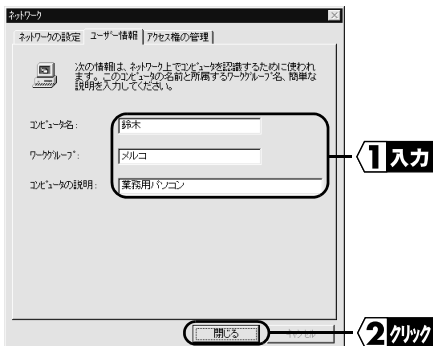 ネットワーク
ネットワークの設定 ユーザー情報 アクセス権の管理
次の情報は、ネットワーク上でコンピュータを認識するために使われ
ます。このコンピュータの名前と所属するワークグループ名、簡単な
説明を入力してください。
コンピュータ名: 鈴木
ワークグループ: メルコ
コンピュータの説明: 業務用パソコン
1 入力
閉じる キャンセル
2 クリック